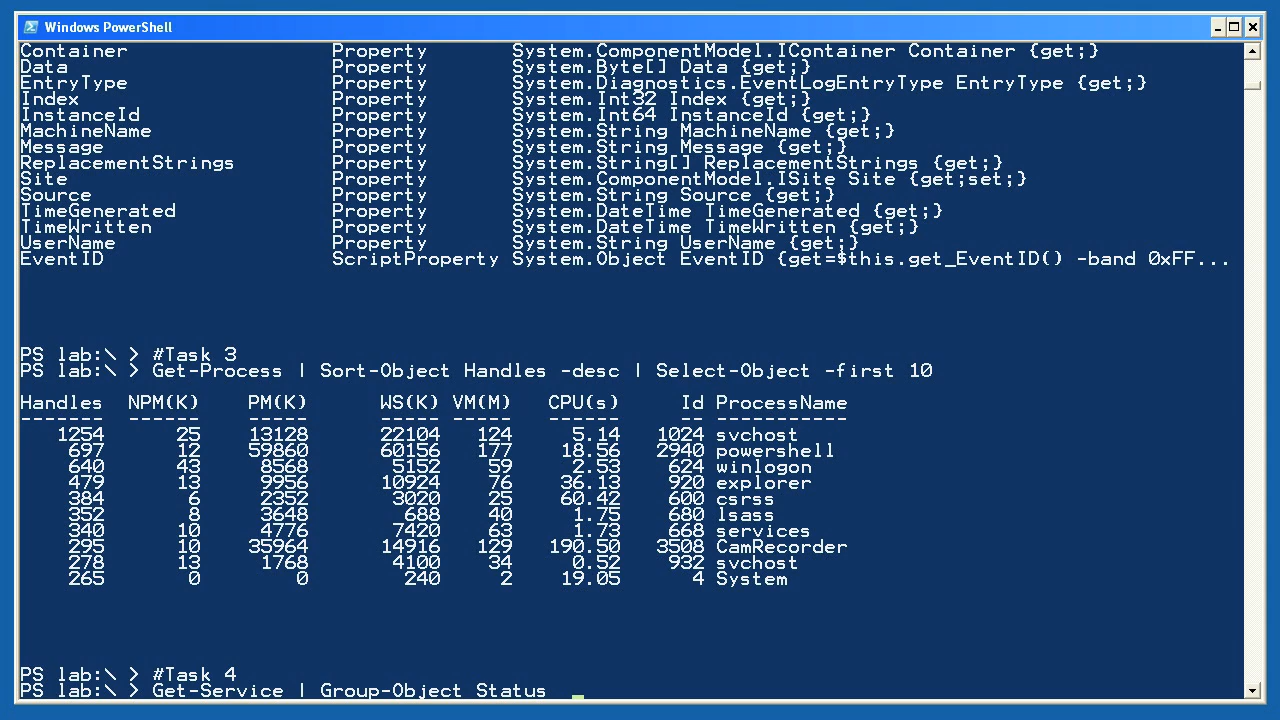 Windows PowerShell
Container Property System.ComponentModel.IContainer Container {get;}
Data Property System.Byte[] Data {get;}
EntryType Property System.Diagnostics.EventLogEntryType EntryType {get;}
Index Property System.Int32 Index {get;}
InstanceId Property System.Int64 InstanceId {get;}
MachineName Property System.String MachineName {get;}
Message Property System.String Message {get;}
ReplacementStrings Property System.String[] ReplacementStrings {get;}
Site Property System.ComponentModel.ISite Site {get;set;}
Source Property System.String Source {get;}
TimeGenerated Property System.DateTime TimeGenerated {get;}
TimeWritten Property System.DateTime TimeWritten {get;}
UserName Property System.String UserName {get;}
EventID ScriptProperty System.Object EventID {get=$this.get_EventID() -band 0xFF...
PS lab:\ > #Task 3
PS lab:\ > Get-Process | Sort-Object Handles -desc | Select-Object -first 10
Handles NPM(K) PM(K) WS(K) VM(M) CPU(s) Id ProcessName
------- ------ ----- ----- ----- ------ -- -----------
1254 25 13128 22104 124 5.14 1024 svchost
697 12 59860 60156 177 18.56 2940 powershell
640 43 8568 5152 59 2.53 624 winlogon
479 13 9956 10924 76 36.13 920 explorer
384 6 2352 3020 25 60.42 600 csrss
352 8 3648 688 40 1.75 680 lsass
340 10 4776 7420 63 1.73 668 services
295 10 35964 14916 129 190.50 3508 CamRecorder
278 13 1768 4100 34 0.52 932 svchost
265 0 0 240 2 19.05 4 System
PS lab:\ > #Task 4
PS lab:\ > Get-Service | Group-Object Status